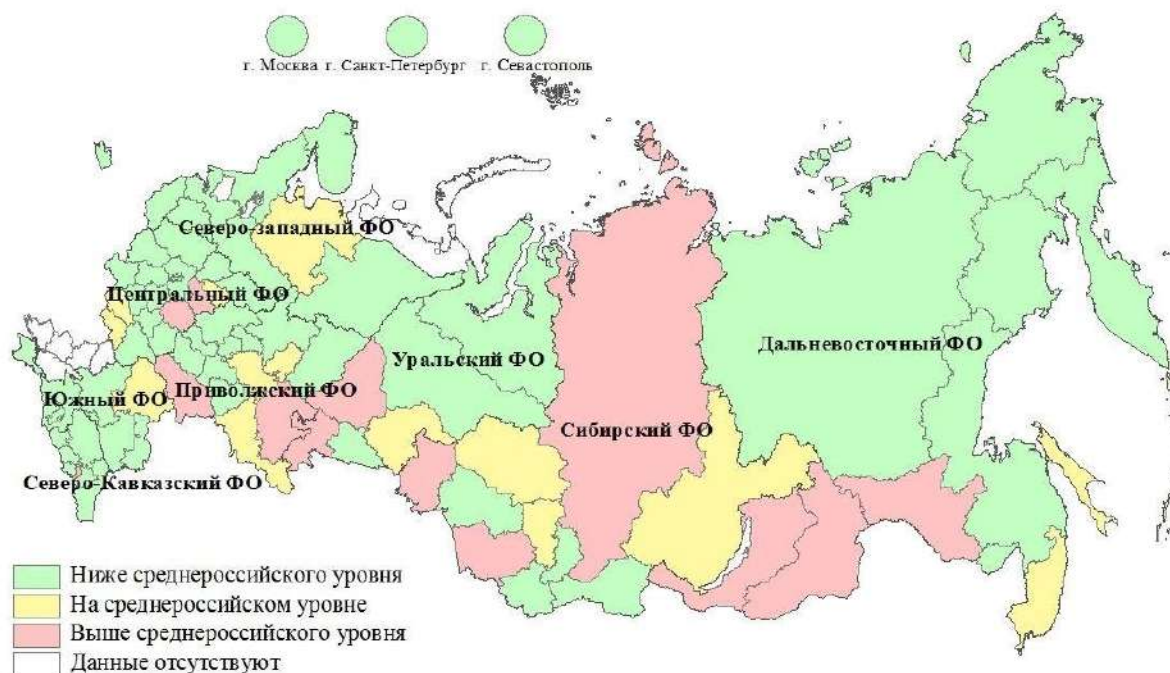 г. Москва г. Санкт-Петербург г. Севастополь
Северо-западный ФО
Центральный ФО
Уральский ФО
Дальневосточный ФО
Приволжский ФО
Южный ФО
Сибирский ФО
Северо-Кавказский ФО
Ниже среднероссийского уровня
На среднероссийском уровне
Выше среднероссийского уровня
Данные отсутствуют